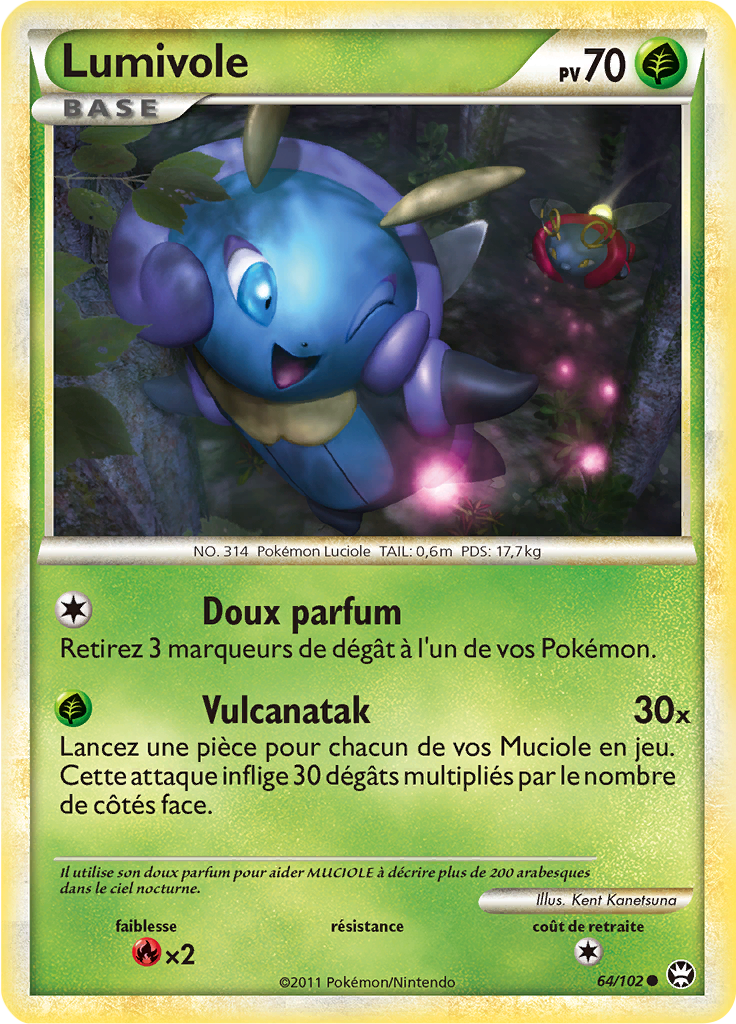 Lumivole
PV 70
BASE
NO. 314 Pokémon Luciole TAIL: 0,6m PDS: 17,7kg
Doux parfum
Retirez 3 marqueurs de dégât à l'un de vos Pokémon.
Vulcanatak 30x
Lancez une pièce pour chacun de vos Muciole en jeu.
Cette attaque inflige 30 dégâts multipliés par le nombre
de côtés face.
Il utilise son doux parfum pour aider MUCIOLE à décrire plus de 200 arabesques
dans le ciel nocturne.
Illus. Kent Kanetsuna
faiblesse résistance coût de retraite
×2
©2011 Pokémon/Nintendo
64/102